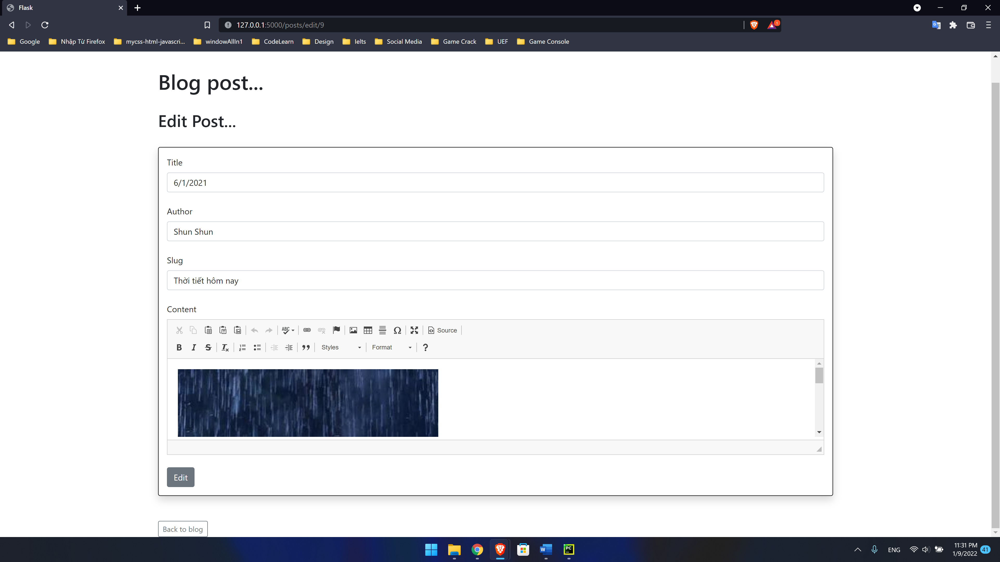 Flask
127.0.0.1:5000/posts/edit/9
1
Google
Nhập Từ Firefox
mycss-html-javascri...
windowAllIn1
CodeLearn
Design
Ielts
Social Media
Game Crack
UEF
Game Console
Blog post...
Edit Post...
Title
6/1/2021
Author
Shun Shun
Slug
Thời tiết hôm nay
Content
ABC
Source
Styles
Format
Edit
Back to blog
ENG
11:31 PM
1/9/2022
41